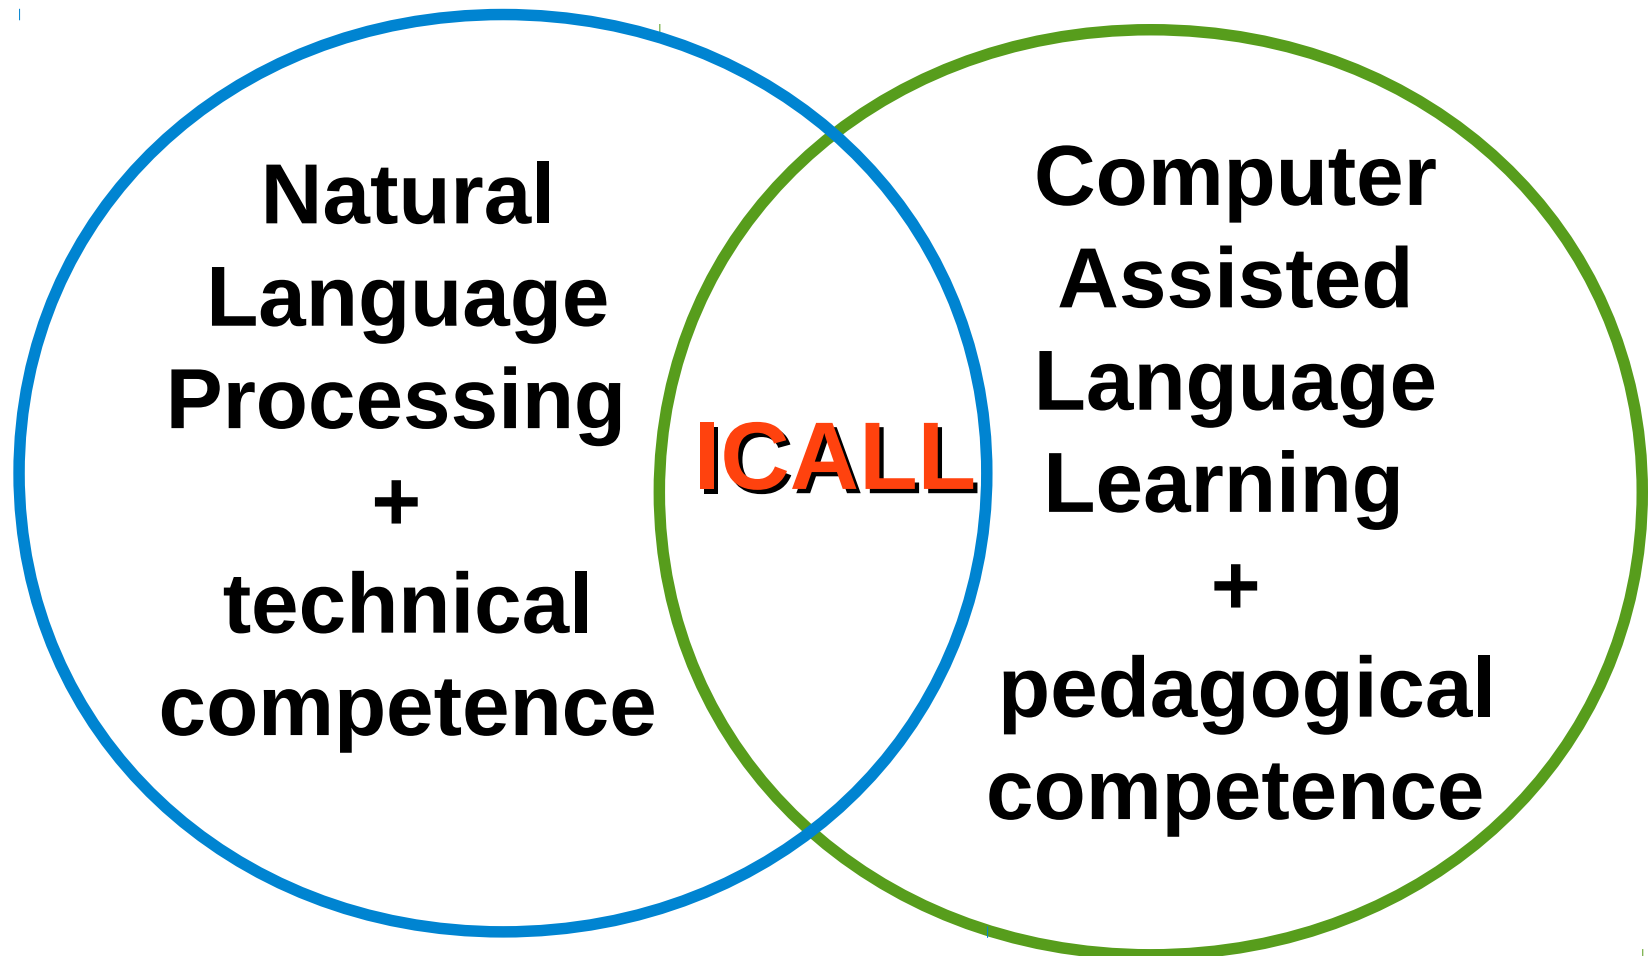 Natural
Language
Processing
+
technical
competence
ICALL
Computer
Assisted
Language
Learning
+
pedagogical
competence